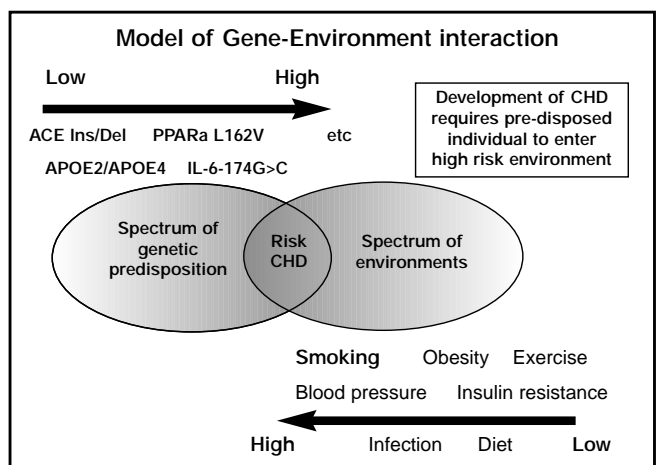 Model of Gene-Environment interaction
Low High
ACE Ins/Del PPARa L162V etc
APOE2/APOE4 IL-6-174G>C
Development of CHD
requires pre-disposed
individual to enter
high risk environment
Spectrum of
genetic
predisposition
Risk
CHD
Spectrum of
environments
Smoking Obesity Exercise
Blood pressure Insulin resistance
High Infection Diet Low